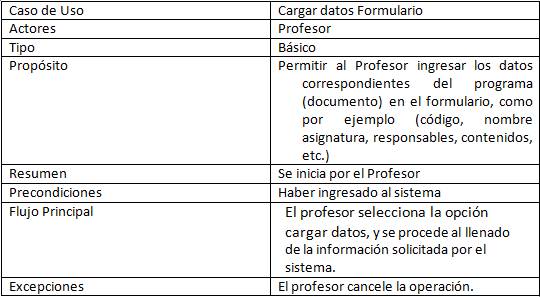 Caso de Uso Cargar datos Formulario
Actores Profesor
Tipo Básico
Propósito Permitir al Profesor ingresar los datos
correspondientes del programa
(documento) en el formulario, como
por ejemplo (código, nombre
asignatura, responsables, contenidos,
etc.)
Resumen Se inicia por el Profesor
Precondiciones Haber ingresado al sistema
Flujo Principal El profesor selecciona la opción
cargar datos, y se procede al llenado
de la información solicitada por el
sistema.
Excepciones El profesor cancele la operación.